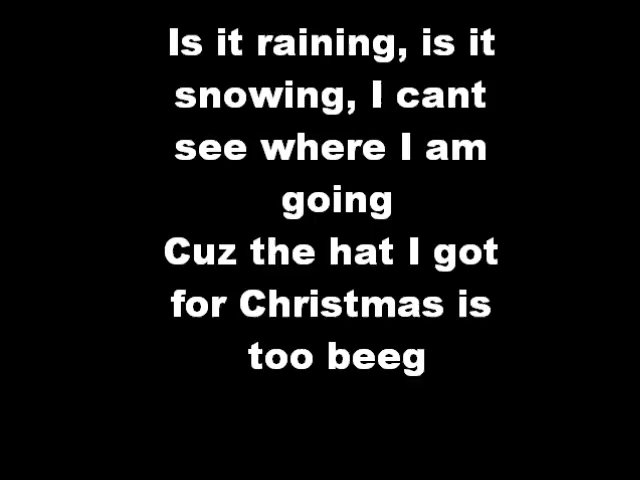 Is it raining, is it
snowing, I cant
see where I am
going
Cuz the hat I got
for Christmas is
too beeg